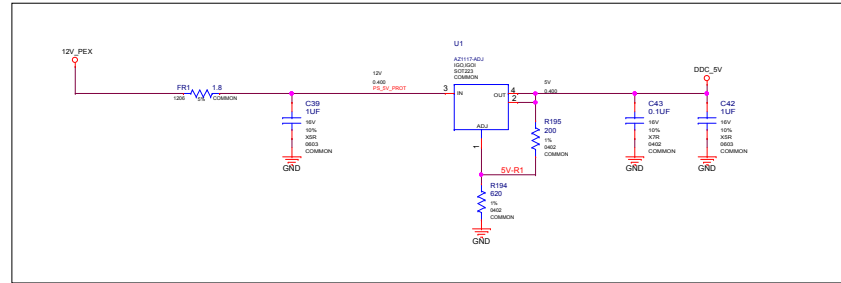 U1
AZ1117-ADJ
IGO,IGOI
SOT223
COMMON
12V_PEX
FR1
1.8
1206
5%
COMMON
12V
0.400
PS_5V_PROT
3
IN
OUT
4
2
ADJ
1
5V
0.400
DDC_5V
C39
1UF
16V
10%
X5R
0603
COMMON
GND
R195
200
1%
0402
COMMON
5V-R1
R194
620
1%
0402
COMMON
GND
C43
0.1UF
16V
10%
X7R
0402
COMMON
GND
C42
1UF
16V
10%
X5R
0603
COMMON
GND